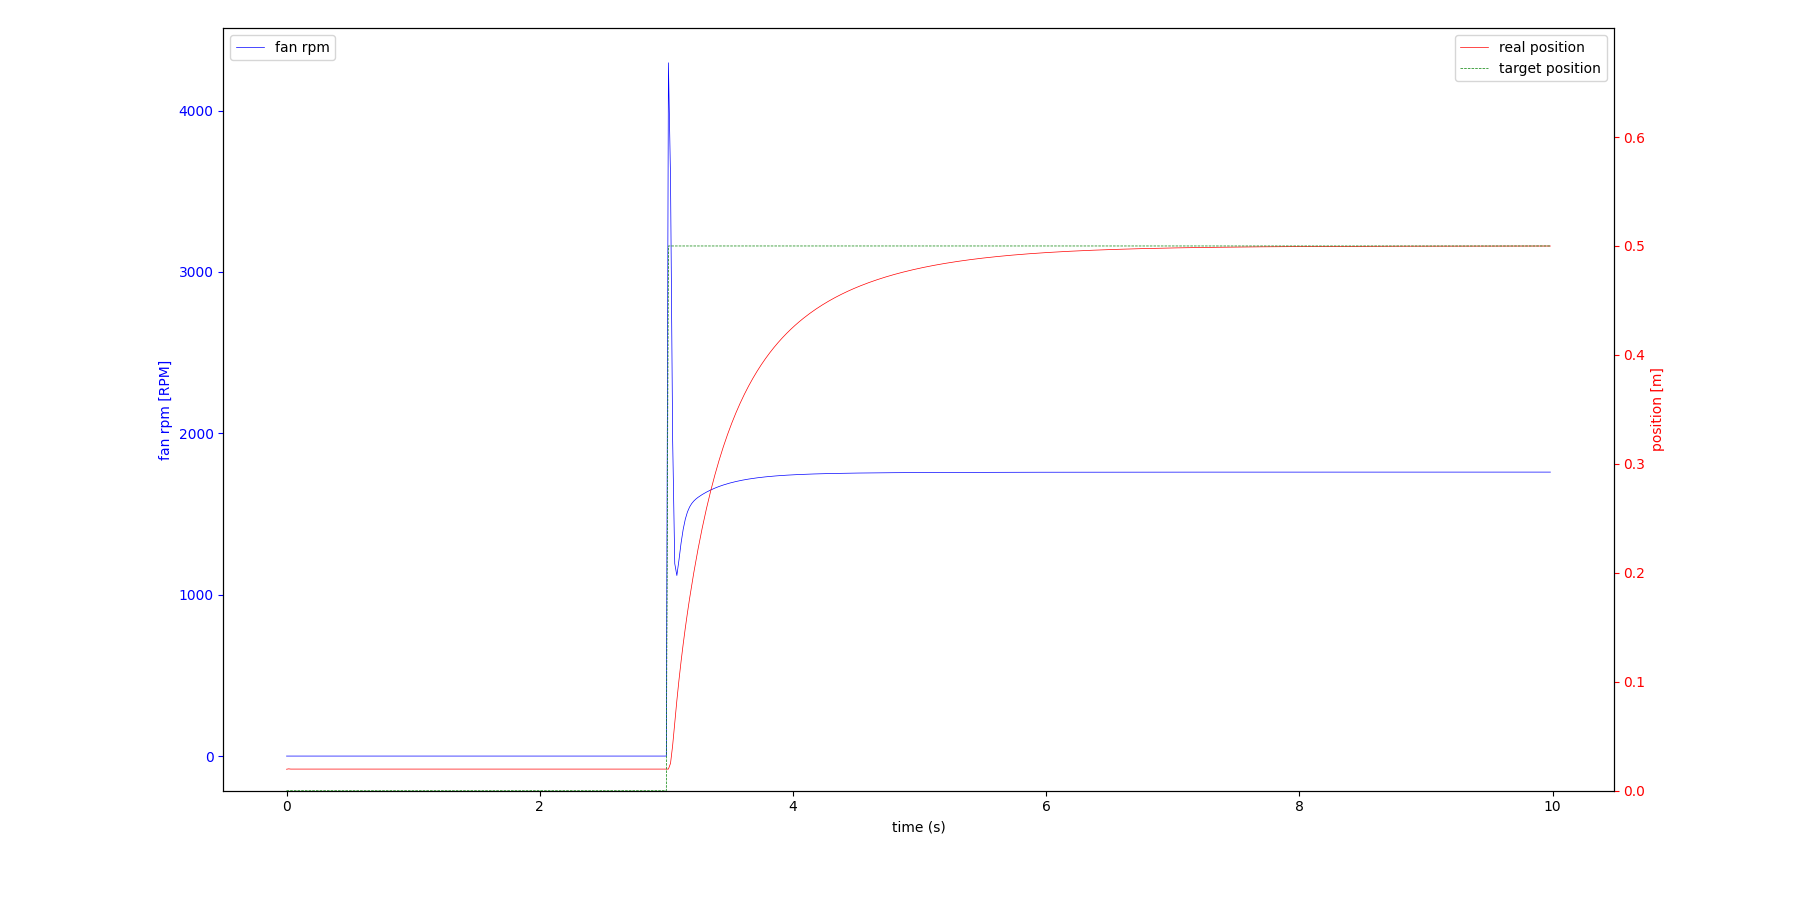 fan rpm
real position
target position
4000
3000
2000
1000
0
fan rpm [RPM]
0.6
0.5
0.4
0.3
0.2
0.1
0.0
position [m]
0 2 4 6 8 10
time (s)